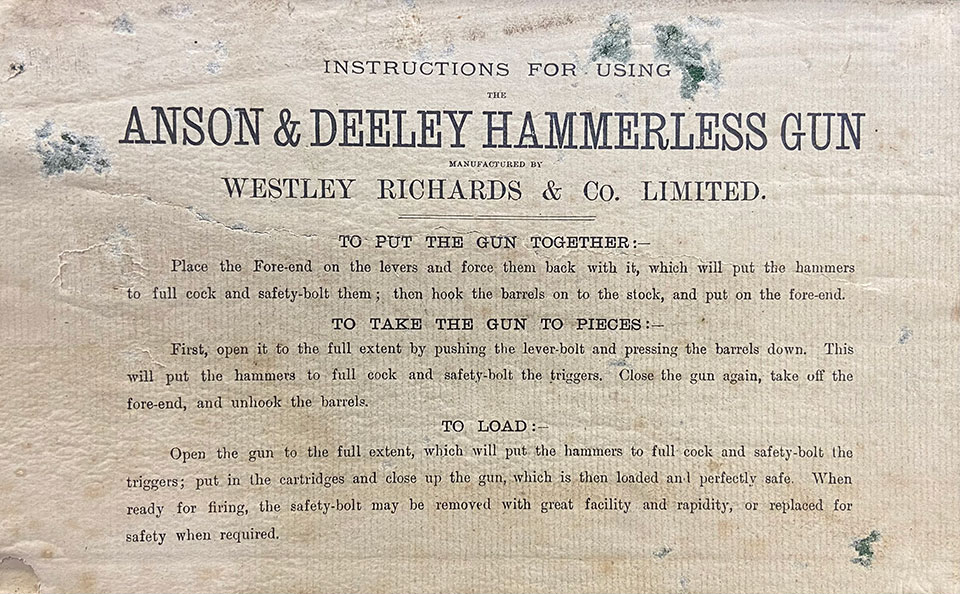 INSTRUCTIONS FOR USING
THE
ANSON & DEELEY HAMMERLESS GUN
MANUFACTURED BY
WESTLEY RICHARDS & Co. LIMITED.
TO PUT THE GUN TOGETHER:—
Place the Fore-end on the levers and force them back with it, which will put the hammers
to full cock and safety-bolt them; then hook the barrels on to the stock, and put on the fore-end.
TO TAKE THE GUN TO PIECES:—
First, open it to the full extent by pushing the lever-bolt and pressing the barrels down. This
will put the hammers to full cock and safety-bolt the triggers. Close the gun again, take off the
fore-end, and unhook the barrels.
TO LOAD:—
Open the gun to the full extent, which will put the hammers to full cock and safety-bolt the
triggers; put in the cartridges and close up the gun, which is then loaded and perfectly safe. When
ready for firing, the safety-bolt may be removed with great facility and rapidity, or replaced for
safety when required.